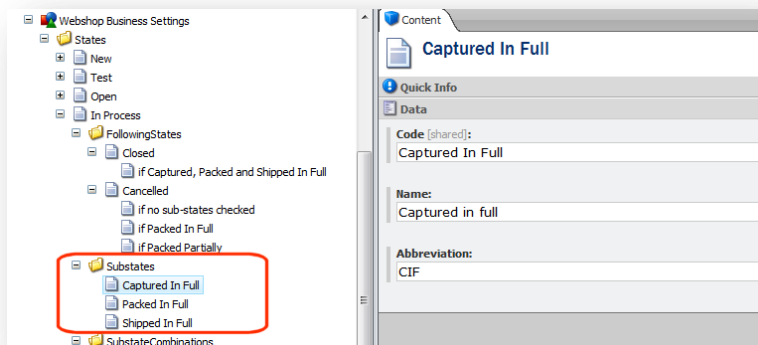 Webshop Business Settings
States
New
Test
Open
In Process
FollowingStates
Closed
if Captured, Packed and Shipped In Full
Cancelled
if no sub-states checked
if Packed In Full
if Packed Partially
Substates
Captured In Full
Packed In Full
Shipped In Full
SubstateCombinations
Content
Captured In Full
Quick Info
Data
Code [shared]:
Captured In Full
Name:
Captured in full
Abbreviation:
CIF